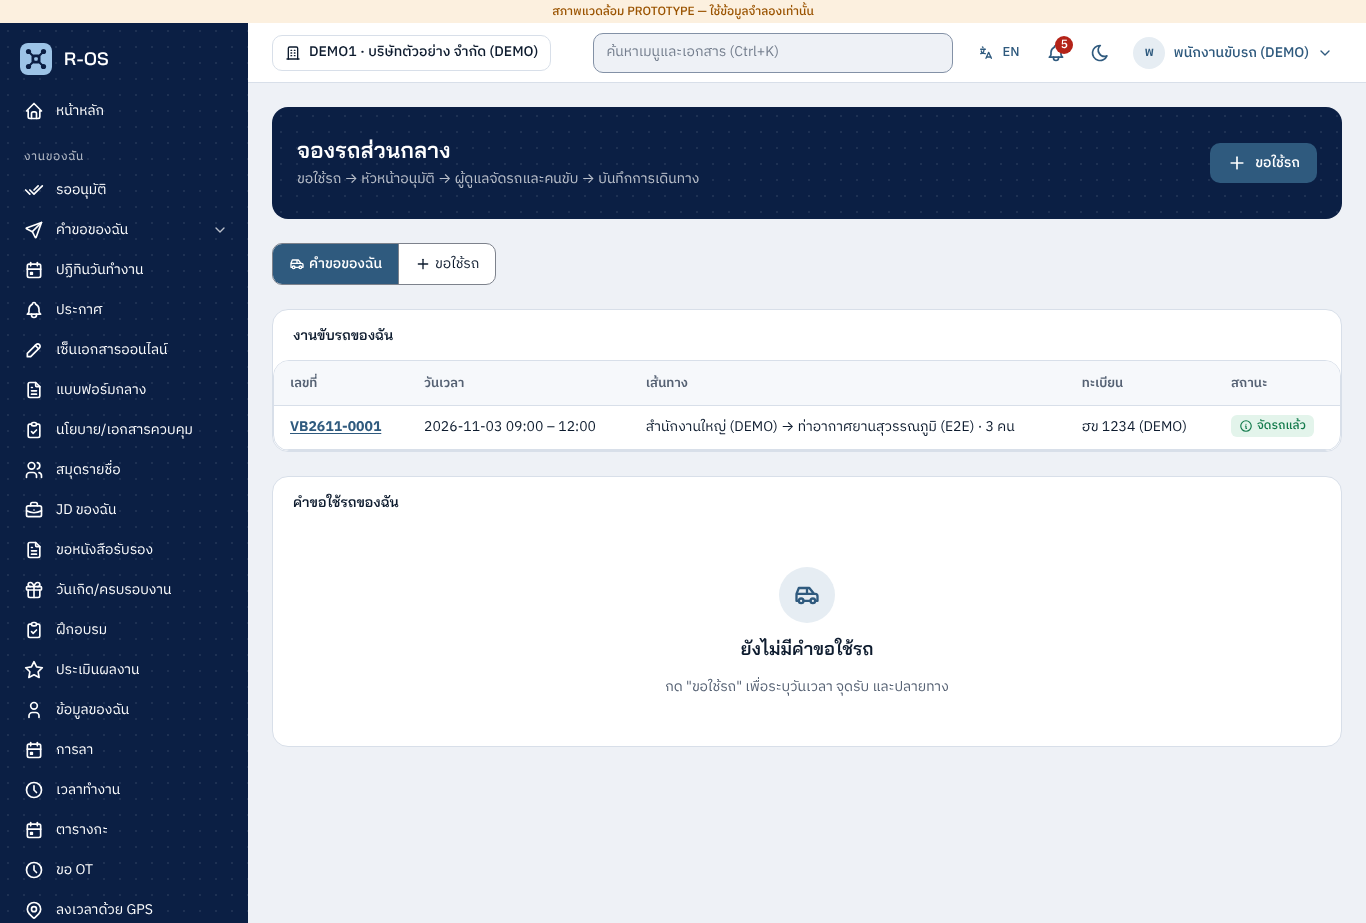 สภาพแวดล้อม PROTOTYPE — ใช้ข้อมูลจำลองเท่านั้น
R-OS
DEMO1 · บริษัทตัวอย่าง จำกัด (DEMO)
ค้นหาเมนูและเอกสาร (Ctrl+K)
EN
5
พ
พนักงานขับรถ (DEMO)
หน้าหลัก
งานของฉัน
รออนุมัติ
คำขอของฉัน
ปฏิทินวันทำงาน
ประกาศ
เซ็นเอกสารออนไลน์
แบบฟอร์มกลาง
นโยบาย/เอกสารควบคุม
สมุดรายชื่อ
JD ของฉัน
ขอหนังสือรับรอง
วันเกิด/ครบรอบงาน
ฝึกอบรม
ประเมินผลงาน
ข้อมูลของฉัน
การลา
เวลาทำงาน
ตารางกะ
ขอ OT
ลงเวลาด้วย GPS
จองรถส่วนกลาง
ขอใช้รถ → หัวหน้าอนุมัติ → ผู้ดูแลจัดรถและคนขับ → บันทึกการเดินทาง
ขอใช้รถ
คำขอของฉัน
ขอใช้รถ
งานขับรถของฉัน
เลขที่ วันเวลา เส้นทาง ทะเบียน สถานะ
VB2611-0001 2026-11-03 09:00 – 12:00 สำนักงานใหญ่ (DEMO) → ท่าอากาศยานสุวรรณภูมิ (E2E) · 3 คน ฮข 1234 (DEMO) จัดรถแล้ว
คำขอใช้รถของฉัน
ยังไม่มีคำขอใช้รถ
กด "ขอใช้รถ" เพื่อระบุวันเวลา จุดรับ และปลายทาง